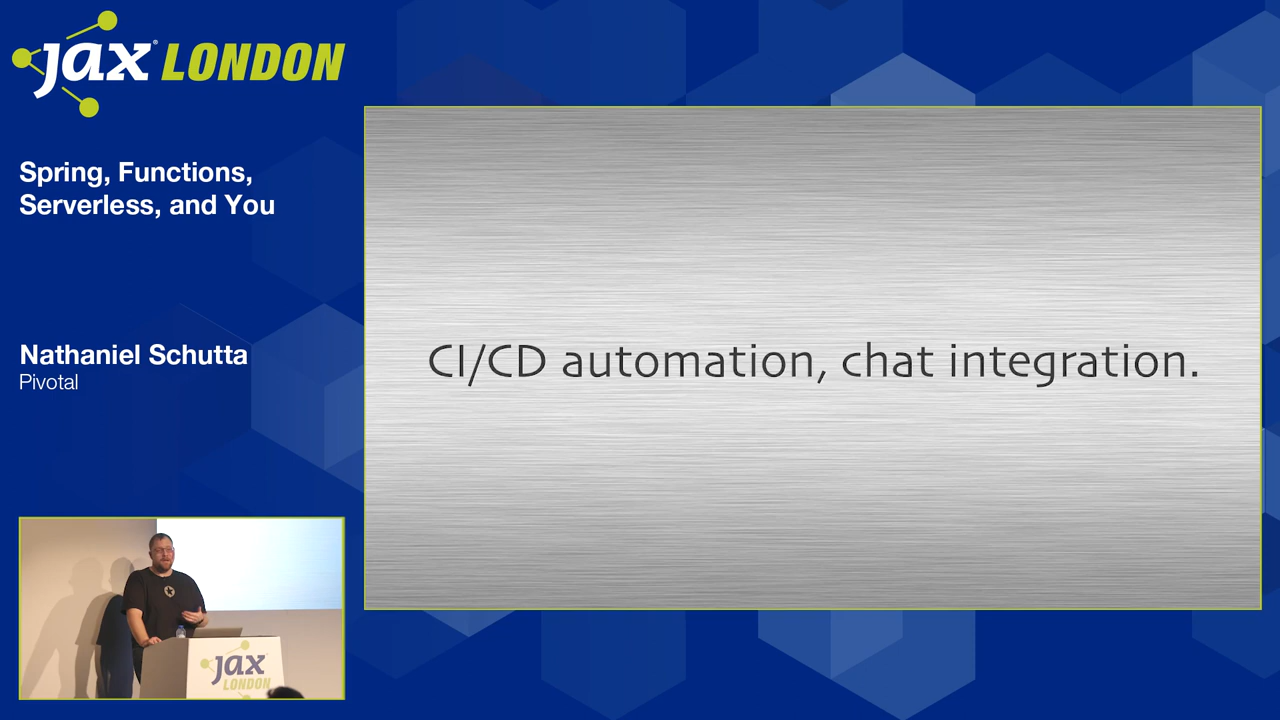 jax LONDON
Spring, Functions,
Serverless, and You
Nathaniel Schutta
Pivotal
CI/CD automation, chat integration.
jax
LONDON